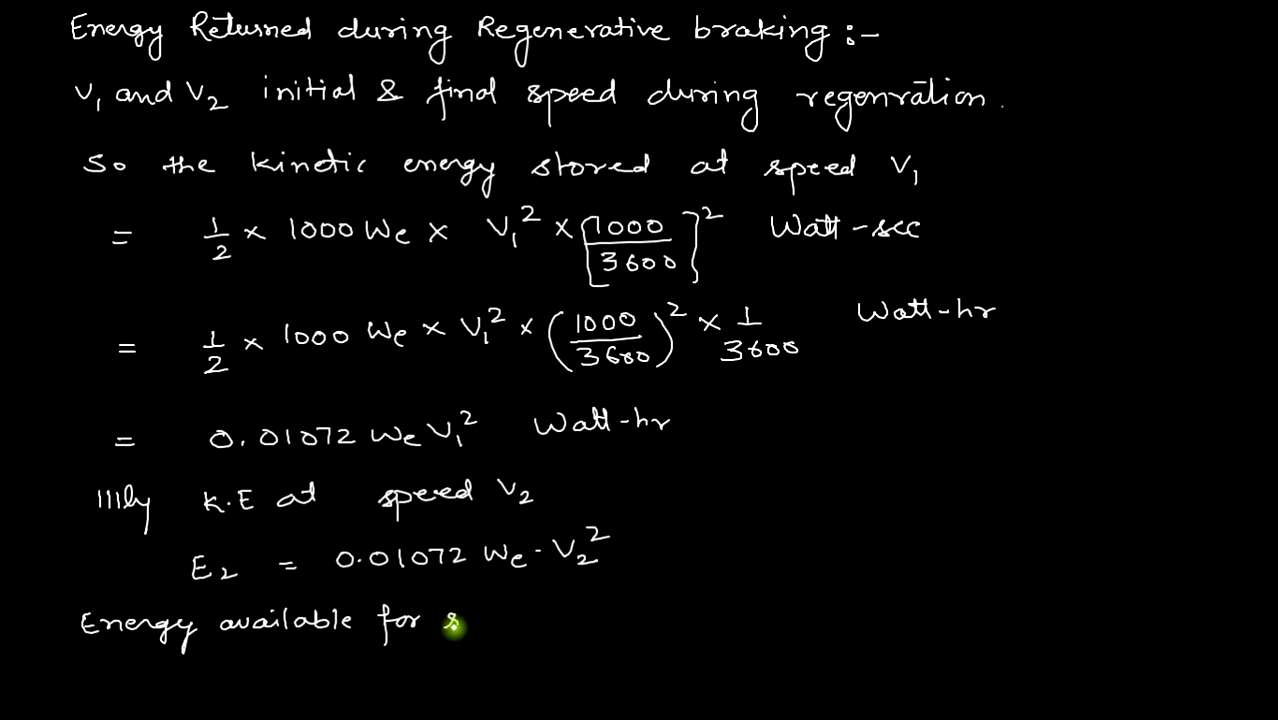 Energy Returned during Regenerative braking :-
V₁ and V₂ initial & final speed during regenration.
So the kinetic energy stored at speed V₁
= 1/2 × 1000 We × V₁² × [1000/3600]² Watt-sec
= 1/2 × 1000 We × V₁² × (1000/3600)² × 1/3600 Watt-hr
= 0.01072 We V₁² Watt-hr
IIIly K.E at speed V₂
E₂ = 0.01072 We · V₂²
Energy available for s